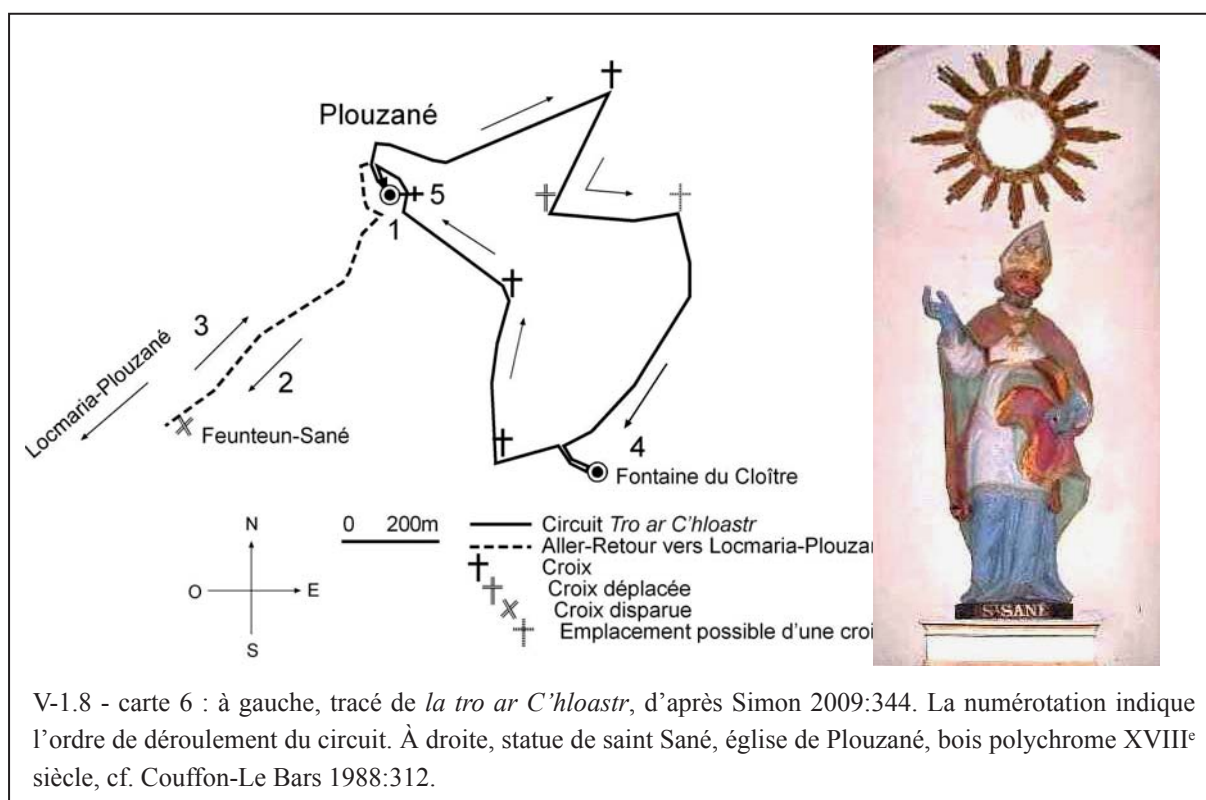 Plouzané
5
1
3
2
Locmaria-Plouzané
Feunteun-Sané
4
Fontaine du Cloître
N
O
E
S
0 200m
Circuit Tro ar C'hloastr
Aller-Retour vers Locmaria-Plouzan
Croix
Croix déplacée
Croix disparue
Emplacement possible d'une croi
ST SANE
V-1.8 - carte 6 : à gauche, tracé de la tro ar C'hloastr, d'après Simon 2009:344. La numérotation indique
l'ordre de déroulement du circuit. À droite, statue de saint Sané, église de Plouzané, bois polychrome XVIIIe
siècle, cf. Couffon-Le Bars 1988:312.